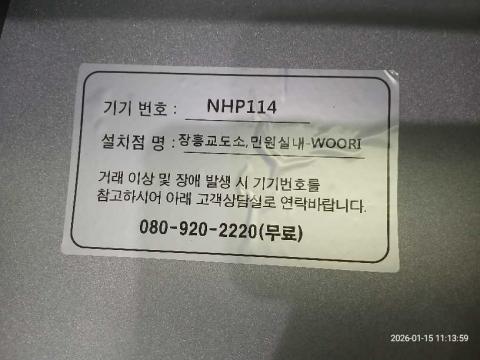 기기 번호 : NHP114
설치점 명 : 장흥교도소,민원실내-WOORI
거래 이상 및 장애 발생 시 기기번호를
참고하시어 아래 고객상담실로 연락바랍니다.
080-920-2220(무료)
2026-01-15 11:13:59